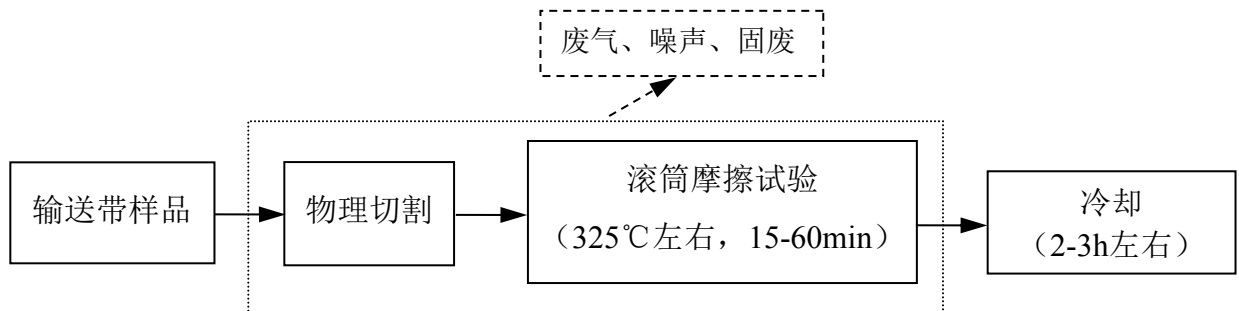 废气、噪声、固废
输送带样品
物理切割
滚筒摩擦试验
（325℃左右，15-60min）
冷却
（2-3h左右）